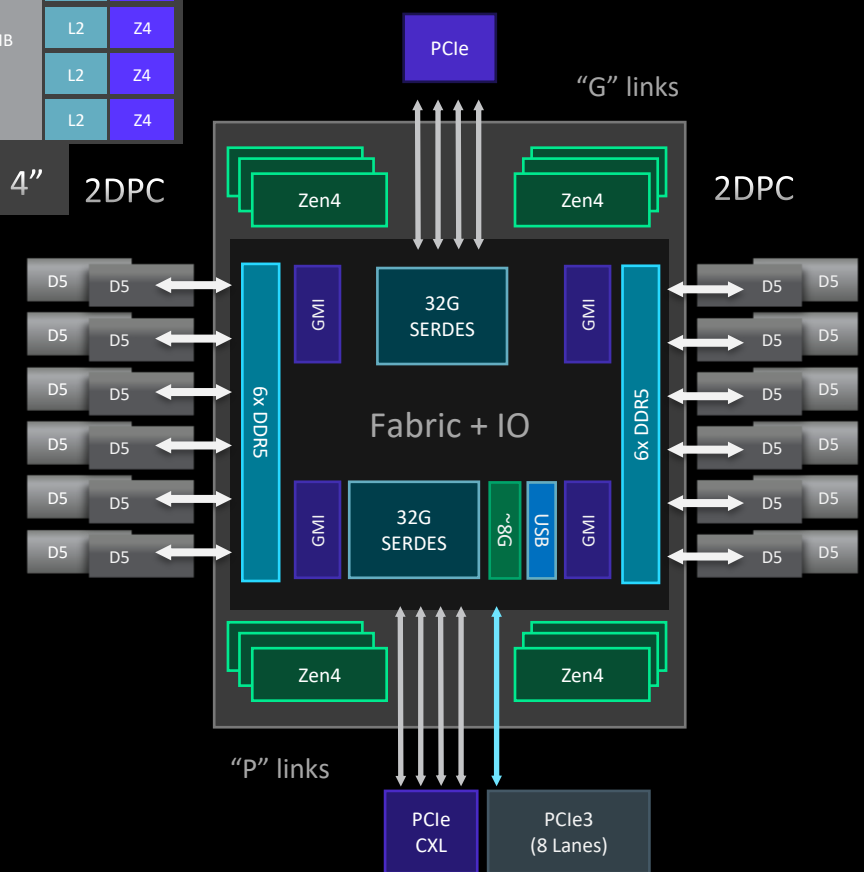 L2 Z4
L2 Z4
L2 Z4
4”
2DPC
PCIe
“G” links
2DPC
Zen4
Zen4
D5 D5
D5 D5
D5 D5
D5 D5
D5 D5
D5 D5
6x DDR5
GMI
32G
SERDES
GMI
6x DDR5
Fabric + IO
GMI
32G
SERDES
~8G
USB
GMI
D5 D5
D5 D5
D5 D5
D5 D5
D5 D5
D5 D5
Zen4
Zen4
“P” links
PCIe
CXL
PCIe3
(8 Lanes)